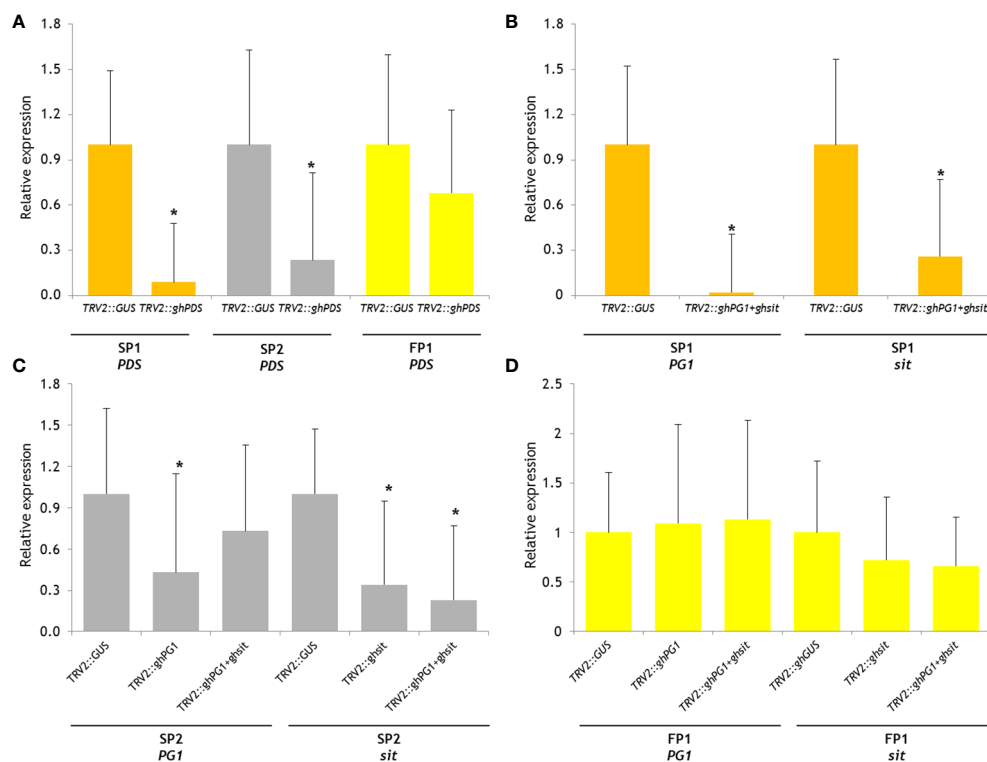 A
Relative expression
1.8
1.5
1.2
0.9
0.6
0.3
0.0
*
*
TRV2::GUS TRV2::ghPDS TRV2::GUS TRV2::ghPDS TRV2::GUS TRV2::ghPDS
SP1 SP2 FP1
PDS PDS PDS
B
Relative expression
1.8
1.5
1.2
0.9
0.6
0.3
0.0
*
*
TRV2::GUS TRV2::ghPG1+ghsit TRV2::GUS TRV2::ghPG1+ghsit
SP1 SP1
PG1 sit
C
Relative expression
1.8
1.5
1.2
0.9
0.6
0.3
0.0
*
*
*
TRV2::GUS TRV2::ghPG1 TRV2::ghPG1+ghsit TRV2::GUS TRV2::ghsit TRV2::ghPG1+ghsit
SP2 SP2
PG1 sit
D
Relative expression
2.5
2
1.5
1
0.5
0
TRV2::GUS TRV2::ghPG1 TRV2::ghPG1+ghsit TRV2::ghGUS TRV2::ghsit TRV2::ghPG1+ghsit
FP1 FP1
PG1 sit